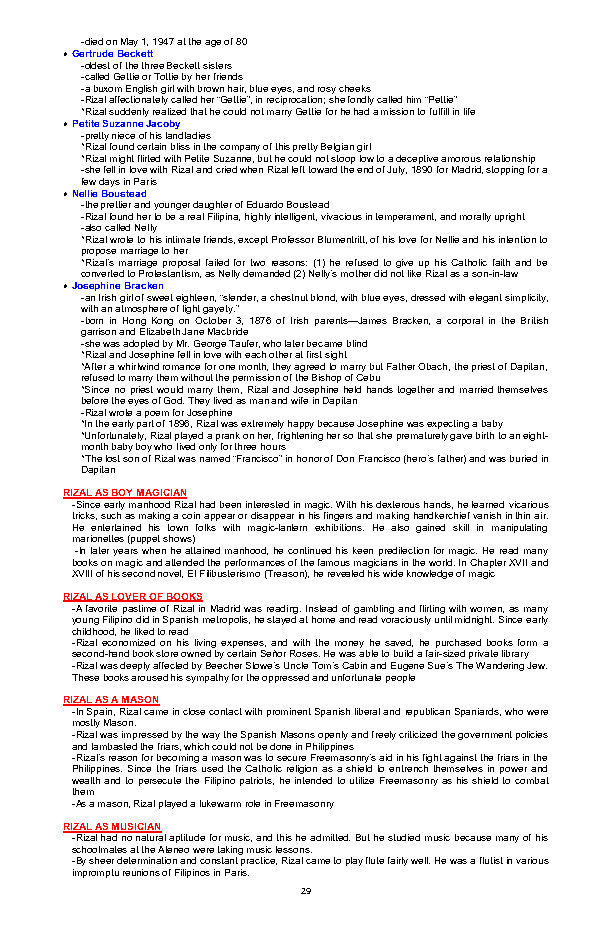 -died on May 1, 1947 at the age of 80
• Gertrude Beckett
-oldest of the three Beckett sisters
-called Gettie or Tottie by her friends
-a buxom English girl with brown hair, blue eyes, and rosy cheeks
-Rizal affectionately called her “Gettie”, in reciprocation; she fondly called him “Pettie”
*Rizal suddenly realized that he could not marry Gettie for he had a mission to fulfill in life
• Petite Suzanne Jacoby
-pretty niece of his landladies
*Rizal found certain bliss in the company of this pretty Belgian girl
*Rizal might flirted with Petite Suzanne, but he could not stoop low to a deceptive amorous relationship
-she fell in love with Rizal and cried when Rizal left toward the end of July, 1890 for Madrid, stopping for a
few days in Paris
• Nellie Boustead
-the prettier and younger daughter of Eduardo Boustead
-Rizal found her to be a real Filipina, highly intelligent, vivacious in temperament, and morally upright
-also called Nelly
*Rizal wrote to his intimate friends, except Professor Blumentritt, of his love for Nellie and his intention to
propose marriage to her
*Rizal’s marriage proposal failed for two reasons: (1) he refused to give up his Catholic faith and be
converted to Protestantism, as Nelly demanded (2) Nelly’s mother did not like Rizal as a son-in-law
• Josephine Bracken
-an Irish girl of sweet eighteen, “slender, a chestnut blond, with blue eyes, dressed with elegant simplicity,
with an atmosphere of light gayety.”
-born in Hong Kong on October 3, 1876 of Irish parents—James Bracken, a corporal in the British
garrison and Elizabeth Jane Macbride
-she was adopted by Mr. George Taufer, who later became blind
*Rizal and Josephine fell in love with each other at first sight
*After a whirlwind romance for one month, they agreed to marry but Father Obach, the priest of Dapitan,
refused to marry them without the permission of the Bishop of Cebu
*Since no priest would marry them, Rizal and Josephine held hands together and married themselves
before the eyes of God. They lived as man and wife in Dapitan
-Rizal wrote a poem for Josephine
*In the early part of 1896, Rizal was extremely happy because Josephine was expecting a baby
*Unfortunately, Rizal played a prank on her, frightening her so that she prematurely gave birth to an eight-
month baby boy who lived only for three hours
*The lost son of Rizal was named “Francisco” in honor of Don Francisco (hero’s father) and was buried in
Dapitan
RIZAL AS BOY MAGICIAN
-Since early manhood Rizal had been interested in magic. With his dexterous hands, he learned vicarious
tricks, such as making a coin appear or disappear in his fingers and making handkerchief vanish in thin air.
He entertained his town folks with magic-lantern exhibitions. He also gained skill in manipulating
marionettes (puppet shows)
-In later years when he attained manhood, he continued his keen predilection for magic. He read many
books on magic and attended the performances of the famous magicians in the world. In Chapter XVII and
XVIII of his second novel, El Filibusterismo (Treason), he revealed his wide knowledge of magic
RIZAL AS LOVER OF BOOKS
-A favorite pastime of Rizal in Madrid was reading. Instead of gambling and flirting with women, as many
young Filipino did in Spanish metropolis, he stayed at home and read voraciously until midnight. Since early
childhood, he liked to read
-Rizal economized on his living expenses, and with the money he saved, he purchased books form a
second-hand book store owned by certain Señor Roses. He was able to build a fair-sized private library
-Rizal was deeply affected by Beecher Stowe’s Uncle Tom’s Cabin and Eugene Sue’s The Wandering Jew.
These books aroused his sympathy for the oppressed and unfortunate people
RIZAL AS A MASON
-In Spain, Rizal came in close contact with prominent Spanish liberal and republican Spaniards, who were
mostly Mason.
-Rizal was impressed by the way the Spanish Masons openly and freely criticized the government policies
and lambasted the friars, which could not be done in Philippines
-Rizal’s reason for becoming a mason was to secure Freemasonry’s aid in his fight against the friars in the
Philippines. Since the friars used the Catholic religion as a shield to entrench themselves in power and
wealth and to persecute the Filipino patriots, he intended to utilize Freemasonry as his shield to combat
them
-As a mason, Rizal played a lukewarm role in Freemasonry
RIZAL AS MUSICIAN
-Rizal had no natural aptitude for music, and this he admitted. But he studied music because many of his
schoolmates at the Ateneo were taking music lessons.
-By sheer determination and constant practice, Rizal came to play flute fairly well. He was a flutist in various
impromptu reunions of Filipinos in Paris.
29